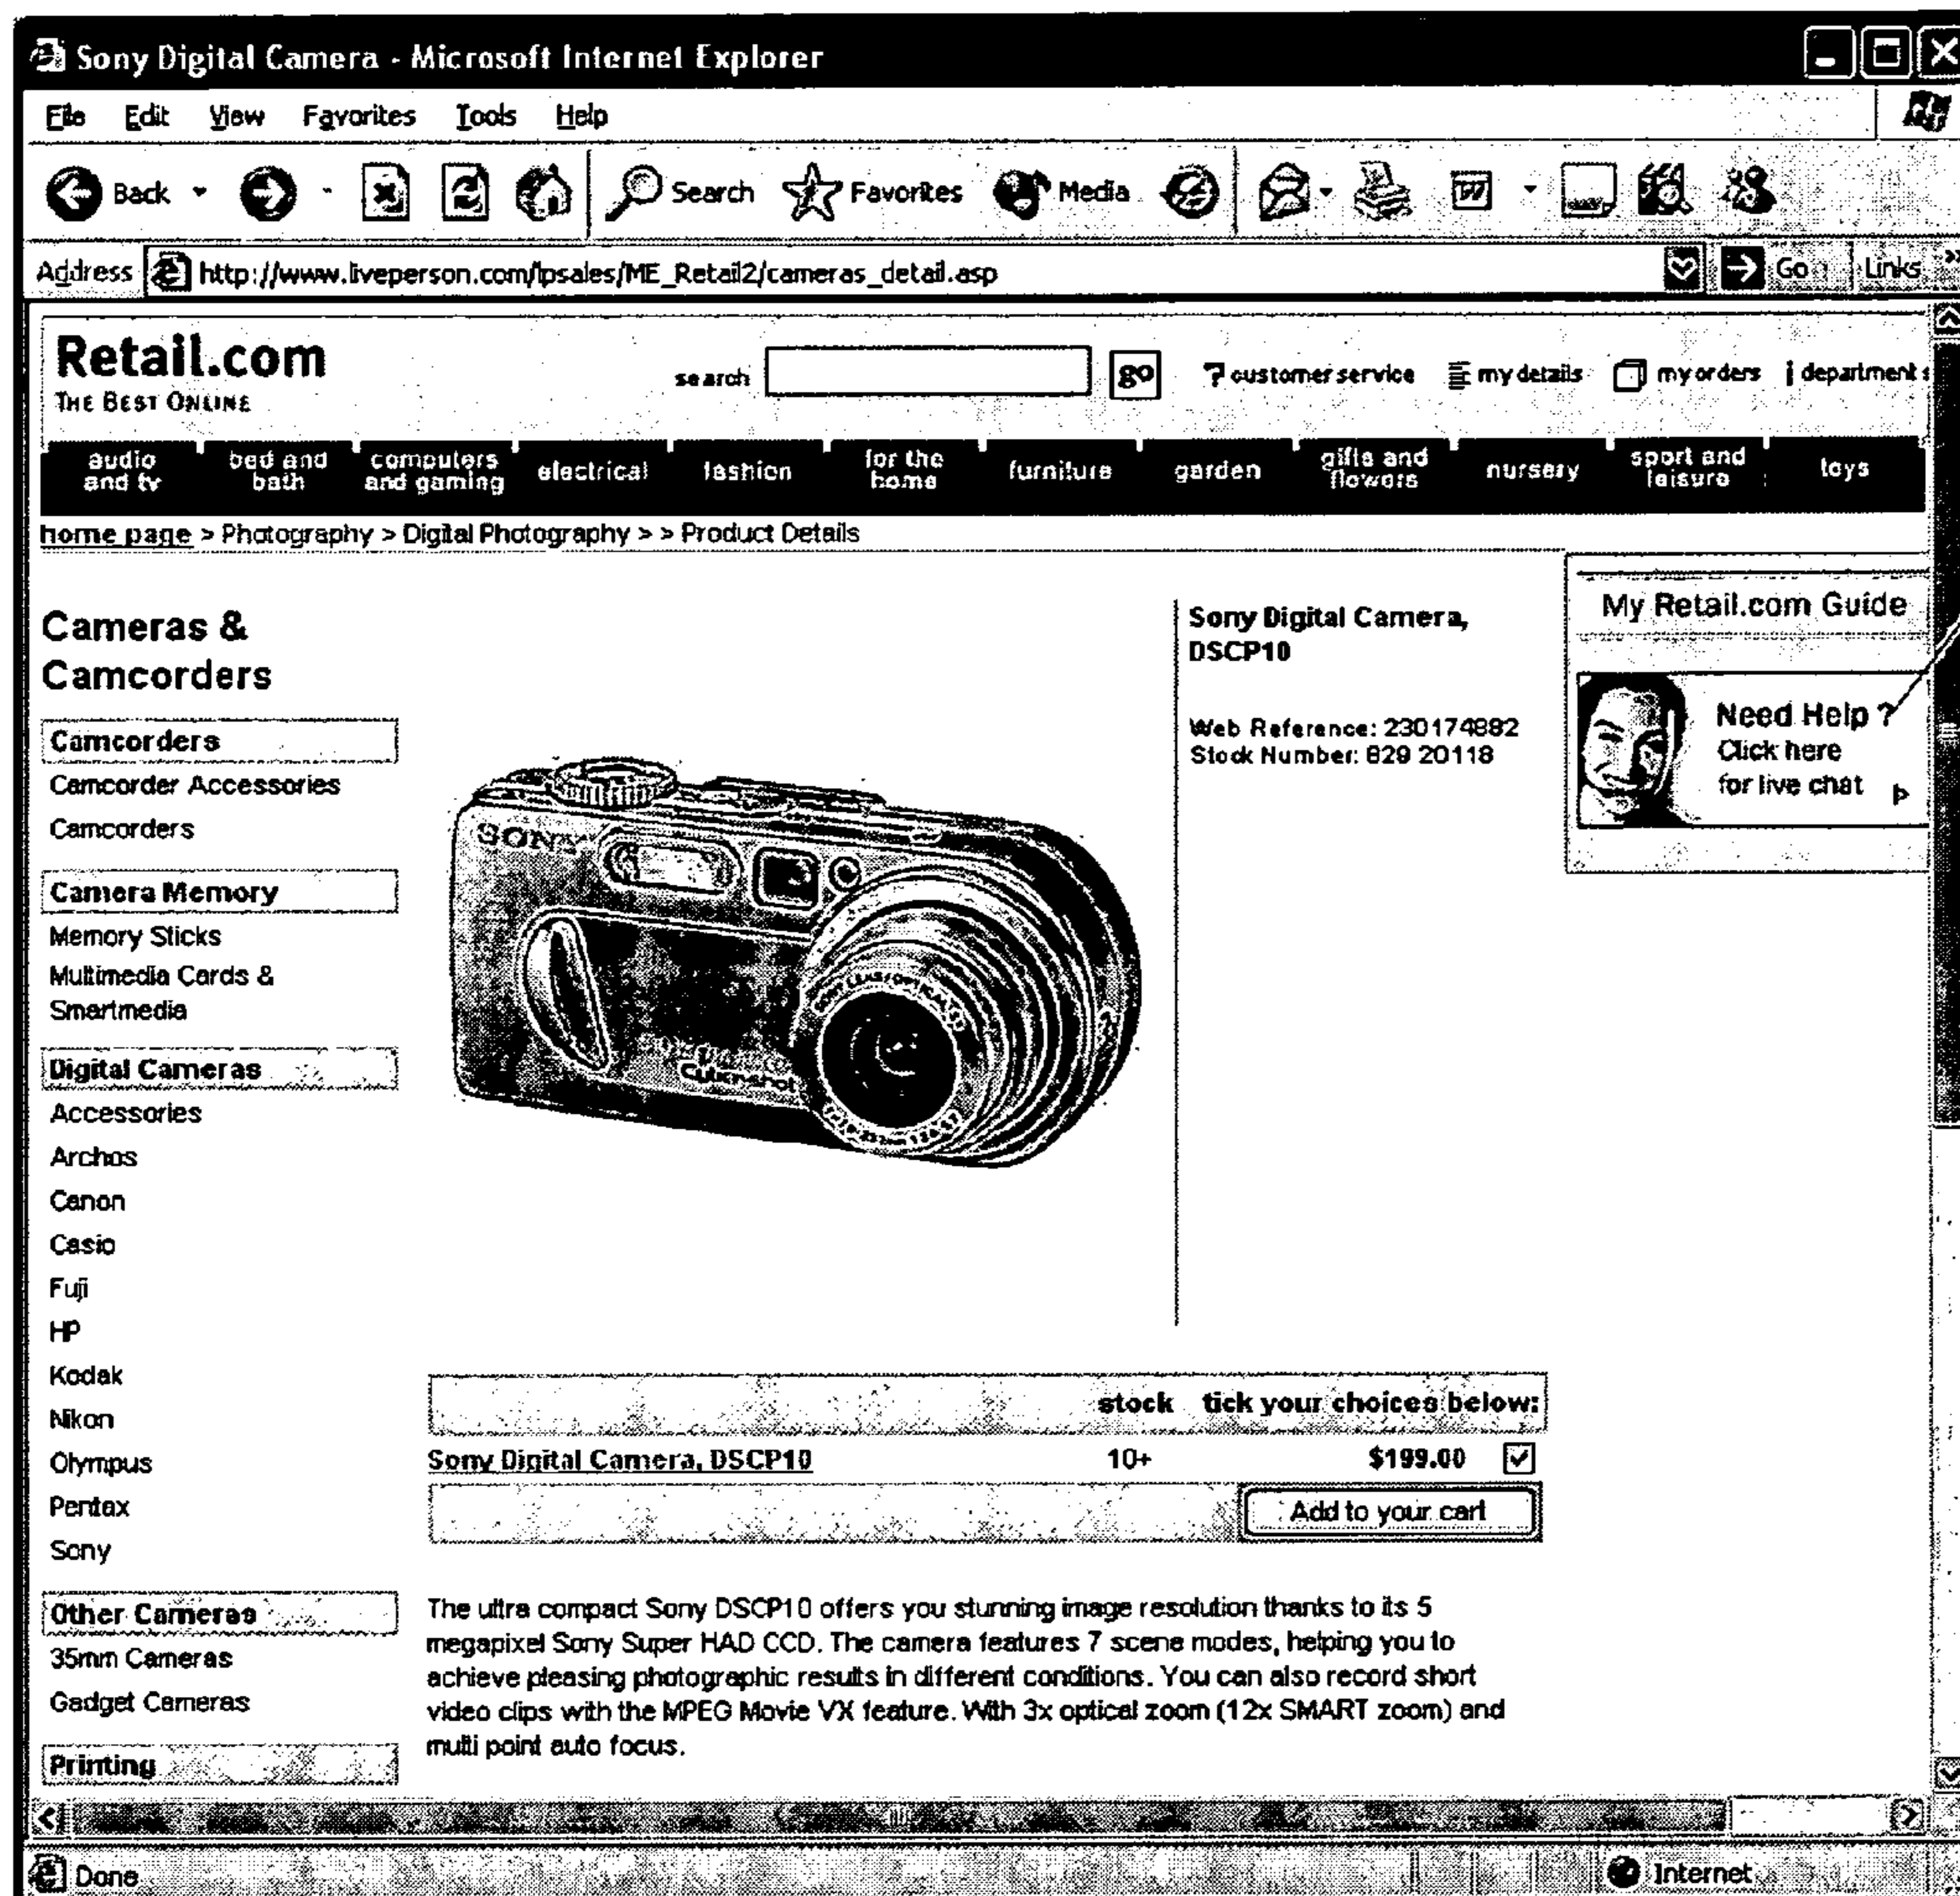 Sony Digital Camera - Microsoft Internet Explorer
File Edit View Favorites Tools Help
Back Search Favorites Media
Address http://www.liveperson.com/lpsales/ME_Retail2/cameras_detail.asp Go Links »
Retail.com
THE BEST ONLINE
search go ? customer service my details my orders i department s
audio and tv
bed and bath
computers and gaming
electrical
fashion
for the home
furniture
garden
gifts and flowers
nursery
sport and leisure
toys
home page > Photography > Digital Photography > > Product Details
Cameras &
Camcorders
Camcorders
Camcorder Accessories
Camcorders
Camera Memory
Memory Sticks
Multimedia Cards &
Smartmedia
Digital Cameras
Accessories
Archos
Canon
Casio
Fuji
HP
Kodak
Nikon
Olympus
Pentax
Sony
Other Cameras
35mm Cameras
Gadget Cameras
Printing
SONY
Cyber-shot
Sony Digital Camera,
DSCP10
Web Reference: 230174882
Stock Number: 829 20118
My Retail.com Guide
Need Help ?
Click here
for live chat
stock tick your choices below:
Sony Digital Camera, DSCP10 10+ $199.00
Add to your cart
The ultra compact Sony DSCP10 offers you stunning image resolution thanks to its 5
megapixel Sony Super HAD CCD. The camera features 7 scene modes, helping you to
achieve pleasing photographic results in different conditions. You can also record short
video clips with the MPEG Movie VX feature. With 3x optical zoom (12x SMART zoom) and
multi point auto focus.
Done Internet